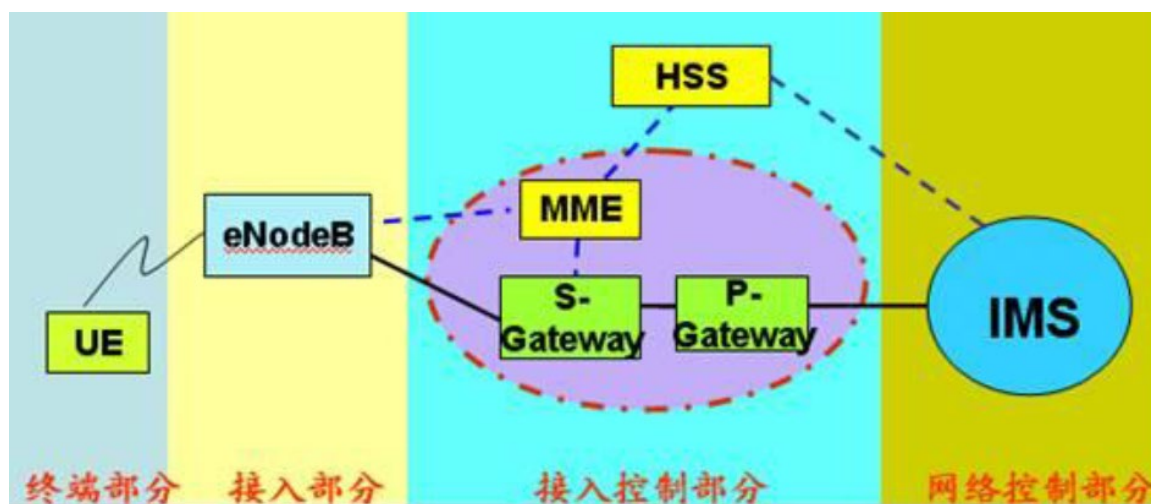 HSS
MME
eNodeB
S-
Gateway
P-
Gateway
UE
IMS
终端部分
接入部分
接入控制部分
网络控制部分